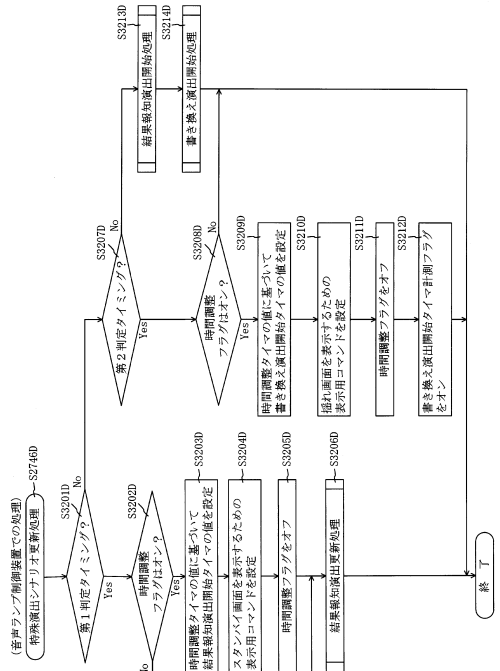 (音声ランプ制御装置での処理)
特殊演出シナリオ更新処理
S2746D
S3201D
第1判定タイミング?
No
Yes
S3202D
時間調整
フラグはオン?
No
Yes
S3203D
時間調整タイマの値に基づいて
結果報知演出開始タイマの値を設定
S3204D
スタンバイ画面を表示するための
表示用コマンドを設定
S3205D
時間調整フラグをオフ
S3206D
結果報知演出更新処理
S3207D
第2判定タイミング?
No
Yes
S3208D
時間調整
フラグはオン?
No
Yes
S3209D
時間調整タイマの値に基づいて
書き換え演出開始タイマの値を設定
S3210D
揺れ画面を表示するための
表示用コマンドを設定
S3211D
時間調整フラグをオフ
S3212D
書き換え演出開始タイマ計測フラグ
をオン
S3213D
結果報知演出開始処理
S3214D
書き換え演出開始処理
終了